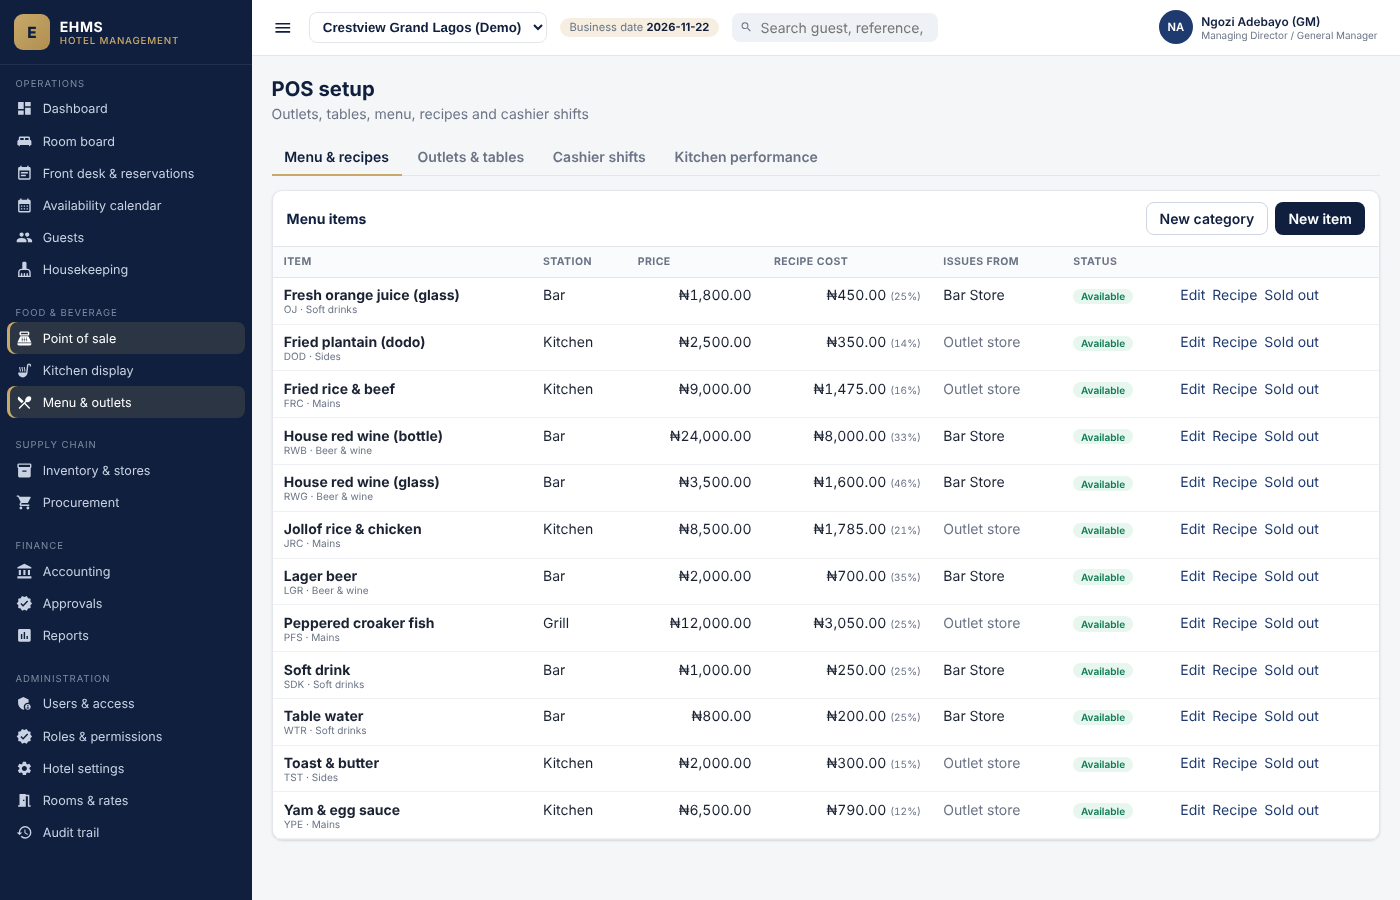 E
EHMS
HOTEL MANAGEMENT
OPERATIONS
Dashboard
Room board
Front desk & reservations
Availability calendar
Guests
Housekeeping
FOOD & BEVERAGE
Point of sale
Kitchen display
Menu & outlets
SUPPLY CHAIN
Inventory & stores
Procurement
FINANCE
Accounting
Approvals
Reports
ADMINISTRATION
Users & access
Roles & permissions
Hotel settings
Rooms & rates
Audit trail
Crestview Grand Lagos (Demo)
Business date 2026-11-22
Search guest, reference,
NA
Ngozi Adebayo (GM)
Managing Director / General Manager
POS setup
Outlets, tables, menu, recipes and cashier shifts
Menu & recipes Outlets & tables Cashier shifts Kitchen performance
Menu items
New category New item
ITEM STATION PRICE RECIPE COST ISSUES FROM STATUS
Fresh orange juice (glass) Bar ₦1,800.00 ₦450.00 (25%) Bar Store Available Edit Recipe Sold out
OJ · Soft drinks
Fried plantain (dodo) Kitchen ₦2,500.00 ₦350.00 (14%) Outlet store Available Edit Recipe Sold out
DOD · Sides
Fried rice & beef Kitchen ₦9,000.00 ₦1,475.00 (16%) Outlet store Available Edit Recipe Sold out
FRC · Mains
House red wine (bottle) Bar ₦24,000.00 ₦8,000.00 (33%) Bar Store Available Edit Recipe Sold out
RWB · Beer & wine
House red wine (glass) Bar ₦3,500.00 ₦1,600.00 (46%) Bar Store Available Edit Recipe Sold out
RWG · Beer & wine
Jollof rice & chicken Kitchen ₦8,500.00 ₦1,785.00 (21%) Outlet store Available Edit Recipe Sold out
JRC · Mains
Lager beer Bar ₦2,000.00 ₦700.00 (35%) Bar Store Available Edit Recipe Sold out
LGR · Beer & wine
Peppered croaker fish Grill ₦12,000.00 ₦3,050.00 (25%) Outlet store Available Edit Recipe Sold out
PFS · Mains
Soft drink Bar ₦1,000.00 ₦250.00 (25%) Bar Store Available Edit Recipe Sold out
SDK · Soft drinks
Table water Bar ₦800.00 ₦200.00 (25%) Bar Store Available Edit Recipe Sold out
WTR · Soft drinks
Toast & butter Kitchen ₦2,000.00 ₦300.00 (15%) Outlet store Available Edit Recipe Sold out
TST · Sides
Yam & egg sauce Kitchen ₦6,500.00 ₦790.00 (12%) Outlet store Available Edit Recipe Sold out
YPE · Mains